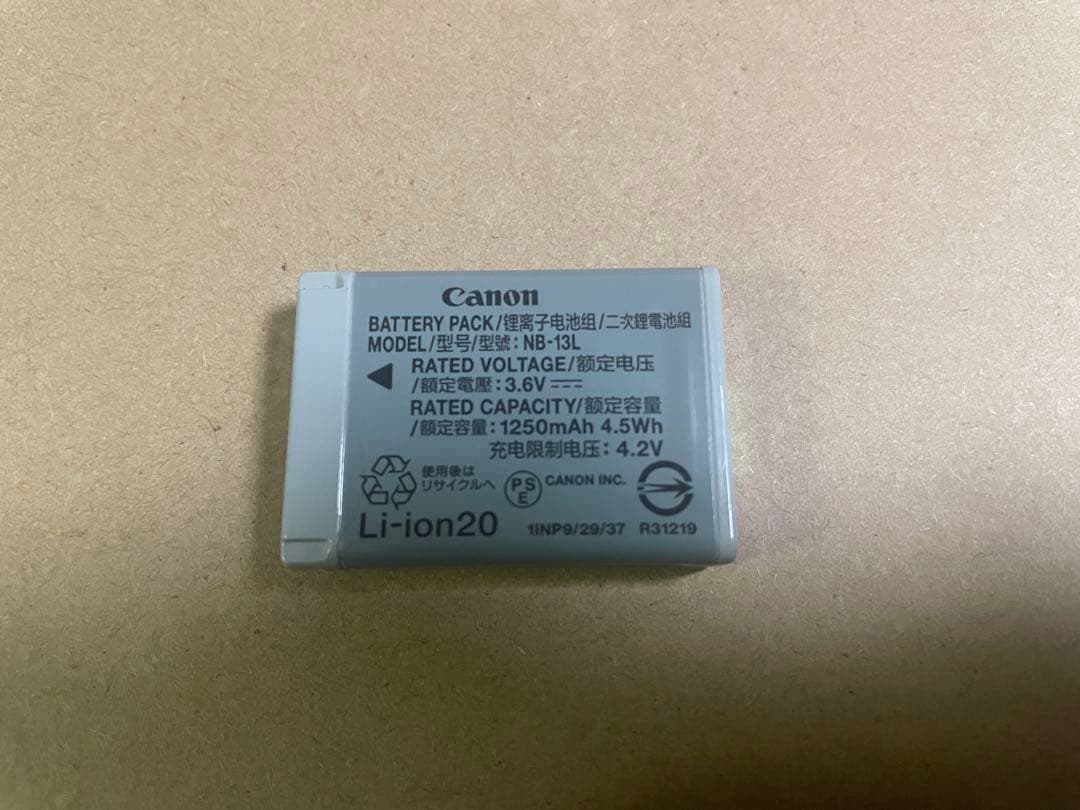 Canon
BATTERY PACK/锂离子电池组/二次鋰電池組
MODEL/型号/型號: NB-13L
RATED VOLTAGE/额定电压
/額定電壓: 3.6V
RATED CAPACITY/额定容量
/額定容量: 1250mAh 4.5Wh
充电限制电压: 4.2V
使用後は
リサイクルへ
PS
E
CANON INC.
Li-ion20
1INP9/29/37 R31219